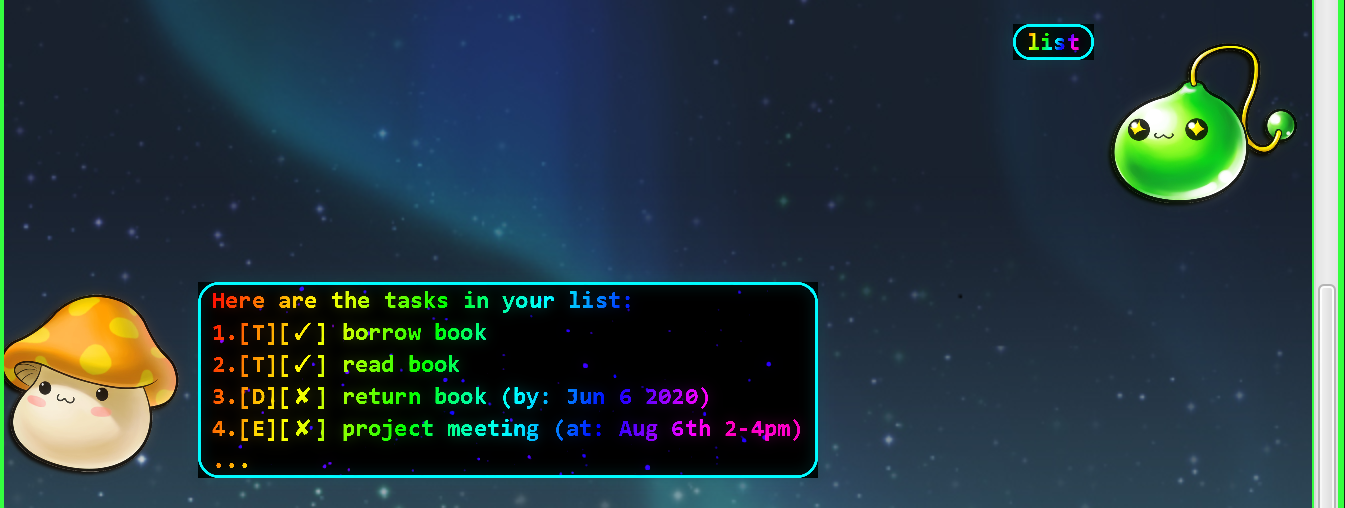 list
Here are the tasks in your list:
1.[T][✓] borrow book
2.[T][✓] read book
3.[D][✘] return book (by: Jun 6 2020)
4.[E][✘] project meeting (at: Aug 6th 2-4pm)
...